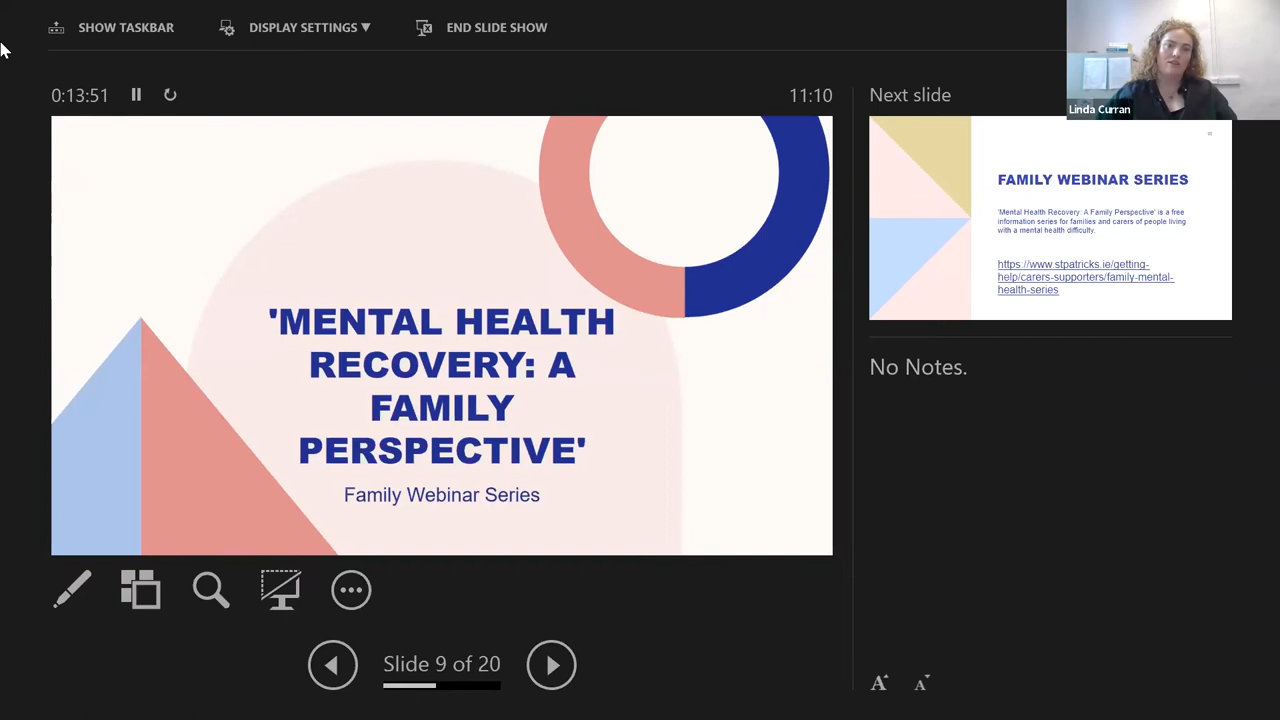 SHOW TASKBAR
DISPLAY SETTINGS ▼
END SLIDE SHOW
Linda Curran
0:13:51
11:10
Next slide
'MENTAL HEALTH
RECOVERY: A
FAMILY
PERSPECTIVE'
Family Webinar Series
FAMILY WEBINAR SERIES
'Mental Health Recovery: A Family Perspective' is a free
information series for families and carers of people living
with a mental health difficulty.
https://www.stpatricks.ie/getting-
help/carers-supporters/family-mental-
health-series
No Notes.
Slide 9 of 20
A A